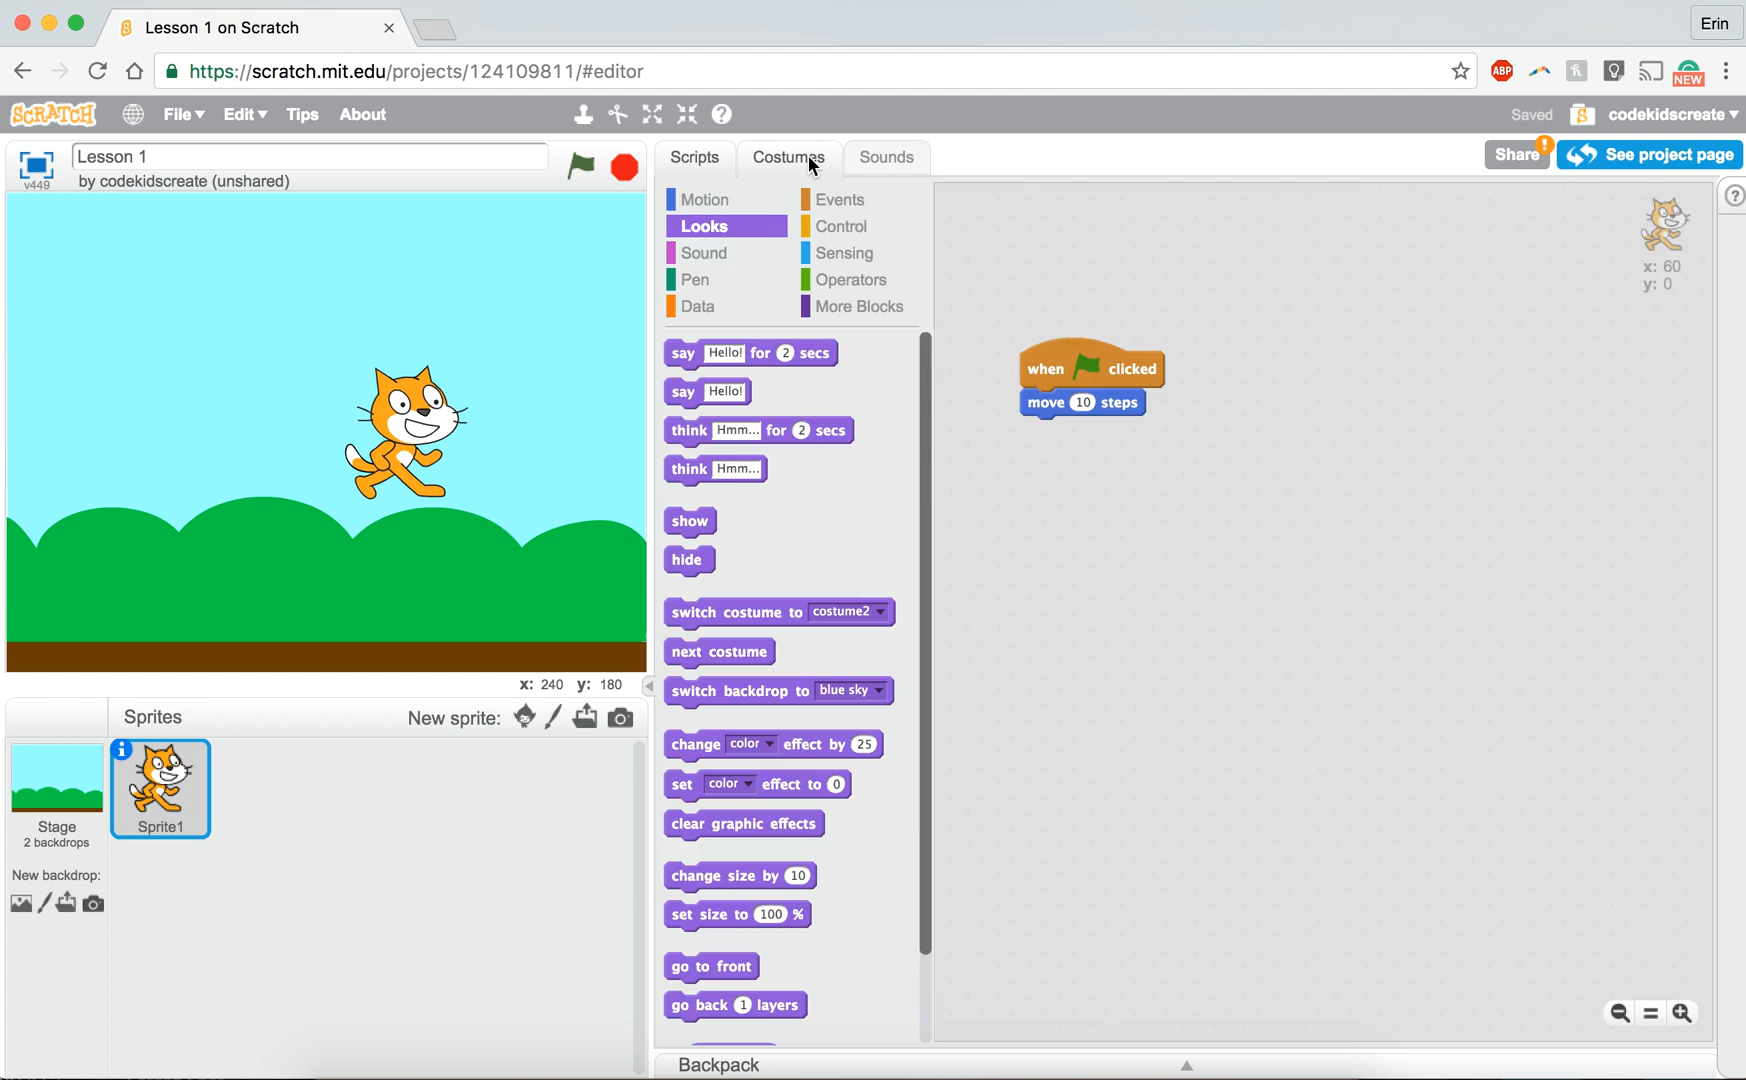 Lesson 1 on Scratch
Erin
https://scratch.mit.edu/projects/124109811/#editor
ABP
NEW
SCRATCH
File
Edit
Tips
About
Saved
codekidscreate
v449
Lesson 1
by codekidscreate (unshared)
Scripts
Costumes
Sounds
Share
See project page
Motion
Events
Looks
Control
Sound
Sensing
Pen
Operators
Data
More Blocks
x: 60
y: 0
say Hello! for 2 secs
say Hello!
think Hmm... for 2 secs
think Hmm...
show
hide
switch costume to costume2
next costume
switch backdrop to blue sky
change color effect by 25
set color effect to 0
clear graphic effects
change size by 10
set size to 100 %
go to front
go back 1 layers
when clicked
move 10 steps
x: 240 y: 180
Sprites
New sprite:
Stage
2 backdrops
Sprite1
New backdrop:
Backpack